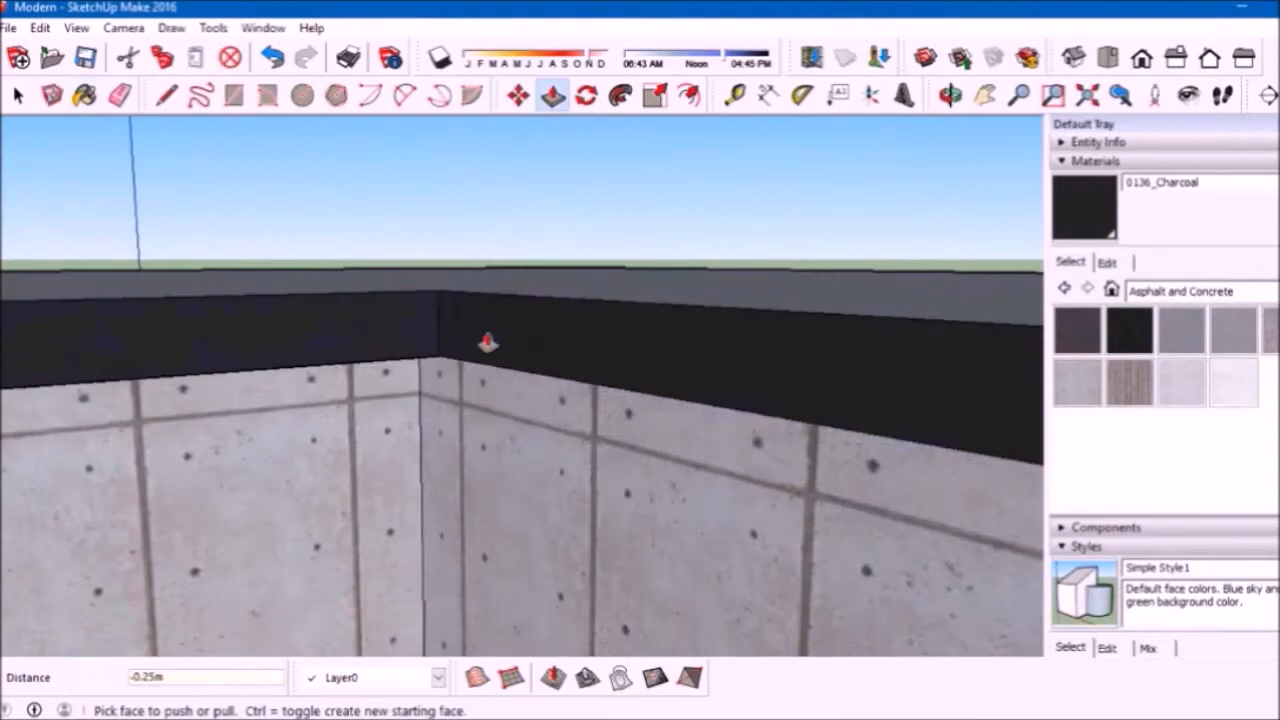 Modern - SketchUp Make 2016
File Edit View Camera Draw Tools Window Help
J F M A M J J A S O N D
06:43 AM Noon 04:45 PM
Default Tray
Entity Info
Materials
0136_Charcoal
Select Edit
Asphalt and Concrete
Components
Styles
Simple Style1
Default face colors. Blue sky and
green background color.
Select Edit Mix
Distance -0.25m Layer0
Pick face to push or pull. Ctrl = toggle create new starting face.